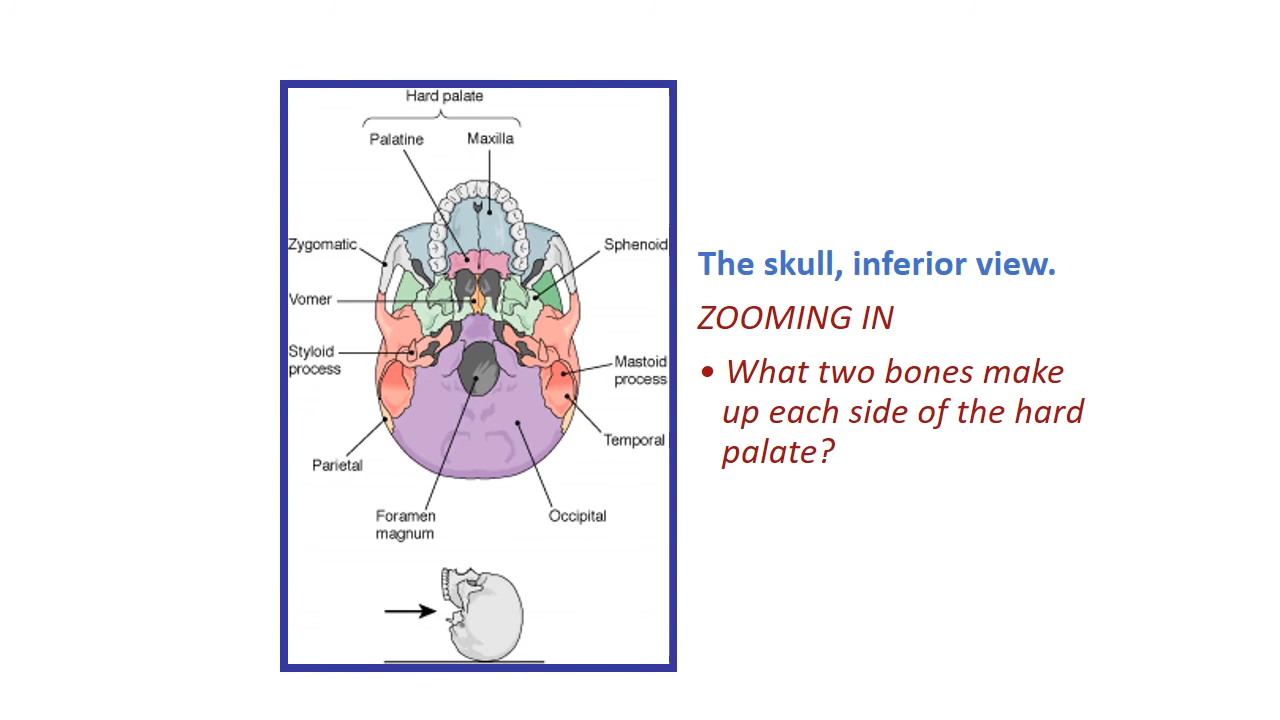 Hard palate
Palatine Maxilla
Zygomatic
Sphenoid
Vomer
Styloid
process
Mastoid
process
Temporal
Parietal
Foramen
magnum
Occipital
The skull, inferior view.
ZOOMING IN
• What two bones make
up each side of the hard
palate?